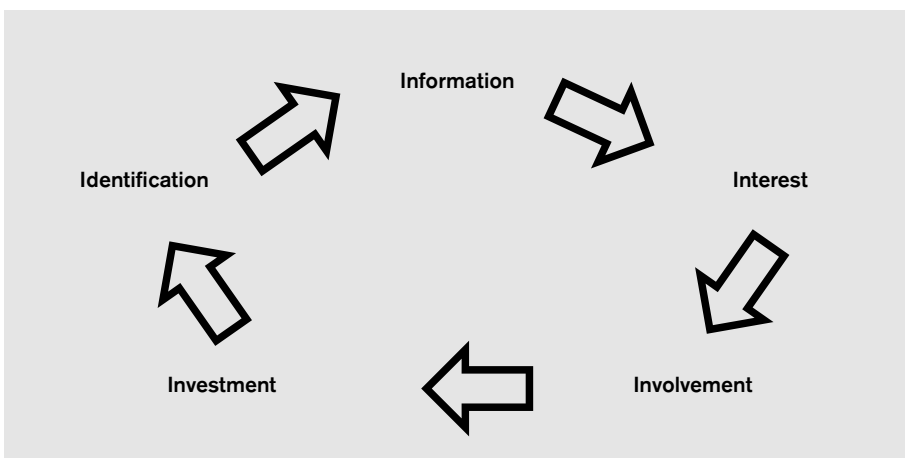 Information
Identification
Interest
Investment
Involvement